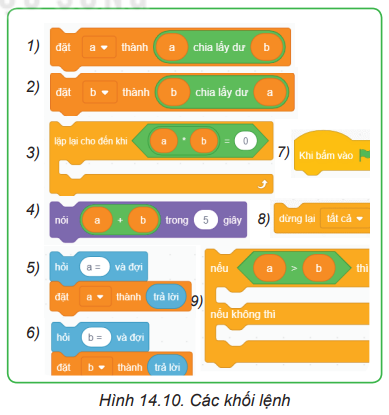 1) đặt a thành a chia lấy dư b
2) đặt b thành b chia lấy dư a
3) lặp lại cho đến khi a * b = 0
7) Khi bấm vào
4) nói a + b trong 5 giây
8) dừng lại tất cả
5) hỏi a = và đợi
đặt a thành trả lời
6) hỏi b = và đợi
đặt b thành trả lời
9) nếu a > b thì
nếu không thì
Hình 14.10. Các khối lệnh